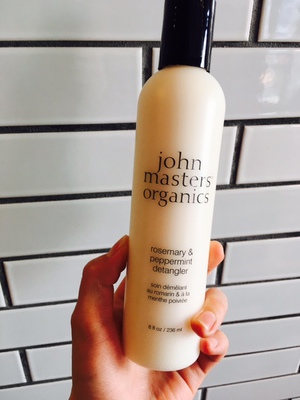 john
masters®
organics
rosemary &
peppermint
detangler
soin démêlant
au romarin & à la
menthe poivrée
8 fl oz / 236 ml